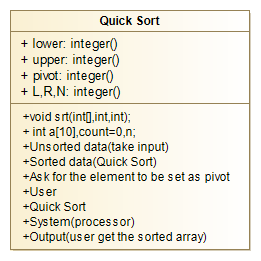 Quick Sort
+ lower: integer()
+ upper: integer()
+ pivot: integer()
+ L,R,N: integer()
+void srt(int[],int,int);
+ int a[10],count=0,n;
+Unsorted data(take input)
+Sorted data(Quick Sort)
+Ask for the element to be set as pivot
+User
+Quick Sort
+System(processor)
+Output(user get the sorted array)